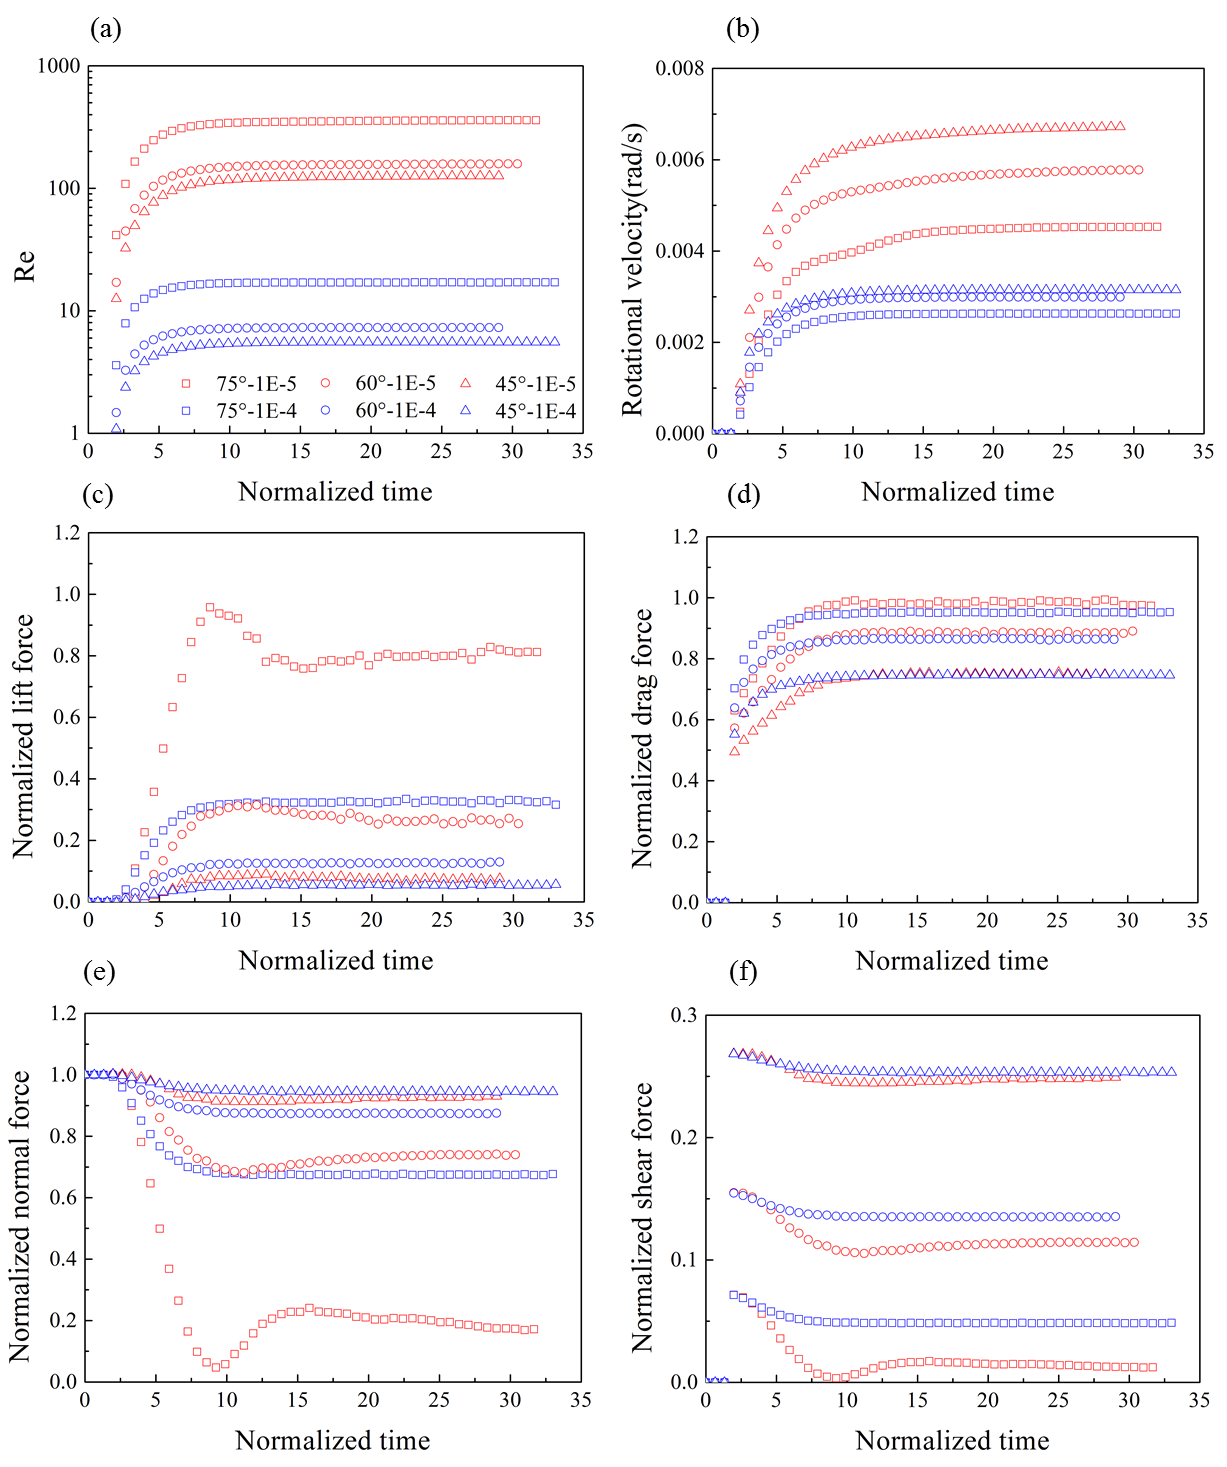 (a)
1000
100
10
1
Re
0 5 10 15 20 25 30 35
Normalized time
75°-1E-5 60°-1E-5 45°-1E-5
75°-1E-4 60°-1E-4 45°-1E-4
(b)
0.008
0.006
0.004
0.002
0.000
Rotational velocity(rad/s)
0 5 10 15 20 25 30 35
Normalized time
(c)
1.2
1.0
0.8
0.6
0.4
0.2
0.0
Normalized lift force
0 5 10 15 20 25 30 35
Normalized time
(d)
1.2
1.0
0.8
0.6
0.4
0.2
0.0
Normalized drag force
0 5 10 15 20 25 30 35
Normalized time
(e)
1.2
1.0
0.8
0.6
0.4
0.2
0.0
Normalized normal force
0 5 10 15 20 25 30 35
Normalized time
(f)
0.3
0.2
0.1
0.0
Normalized shear force
0 5 10 15 20 25 30 35
Normalized time